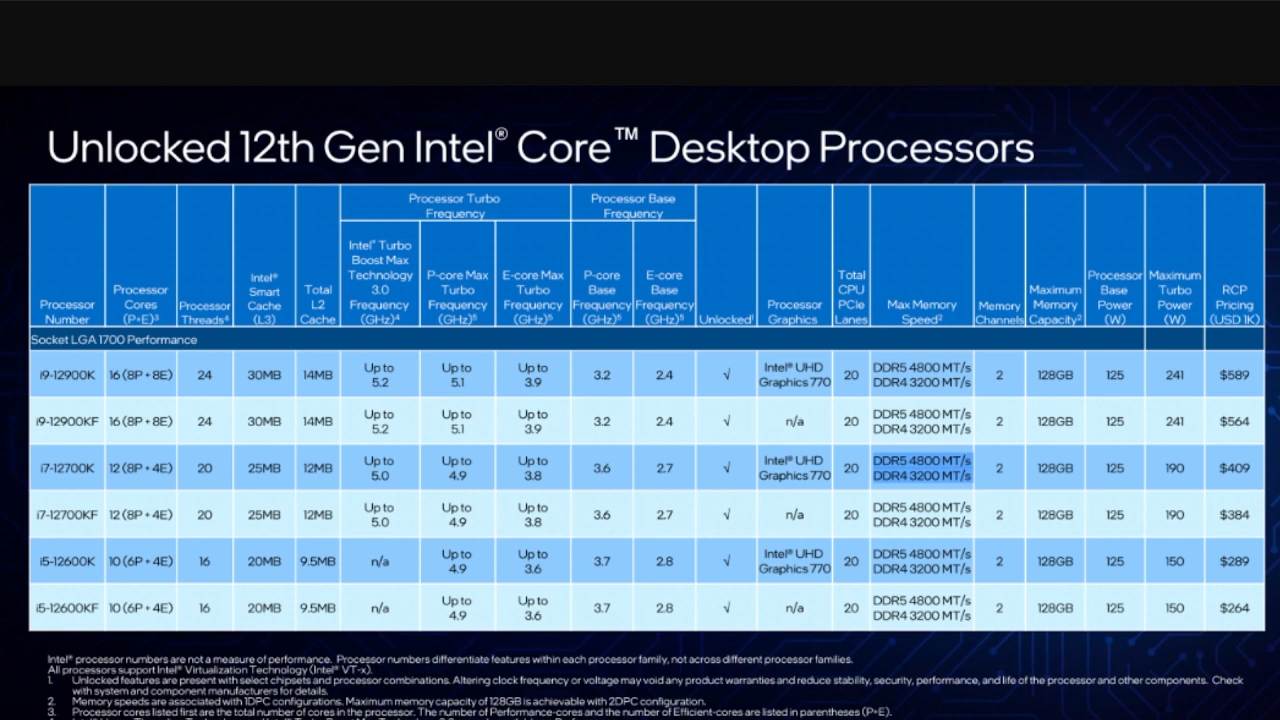 Unlocked 12th Gen Intel® Core™ Desktop Processors
Processor Number
Processor Cores (P+E)³
Processor Threads⁴
Intel® Smart Cache (L3)
Total L2 Cache
Processor Turbo Frequency
Intel® Turbo Boost Max Technology 3.0 Frequency (GHz)⁴
P-core Max Turbo Frequency (GHz)⁵
E-core Max Turbo Frequency (GHz)⁵
Processor Base Frequency
P-core Base Frequency (GHz)⁵
E-core Base Frequency (GHz)⁵
Unlocked¹
Processor Graphics
Total CPU PCIe Lanes
Max Memory Speed²
Memory Channels
Maximum Memory Capacity²
Processor Base Power (W)
Maximum Turbo Power (W)
RCP Pricing (USD 1K)
Socket LGA 1700 Performance
i9-12900K 16 (8P + 8E) 24 30MB 14MB Up to 5.2 Up to 5.1 Up to 3.9 3.2 2.4 √ Intel® UHD Graphics 770 20 DDR5 4800 MT/s DDR4 3200 MT/s 2 128GB 125 241 $589
i9-12900KF 16 (8P + 8E) 24 30MB 14MB Up to 5.2 Up to 5.1 Up to 3.9 3.2 2.4 √ n/a 20 DDR5 4800 MT/s DDR4 3200 MT/s 2 128GB 125 241 $564
i7-12700K 12 (8P + 4E) 20 25MB 12MB Up to 5.0 Up to 4.9 Up to 3.8 3.6 2.7 √ Intel® UHD Graphics 770 20 DDR5 4800 MT/s DDR4 3200 MT/s 2 128GB 125 190 $409
i7-12700KF 12 (8P + 4E) 20 25MB 12MB Up to 5.0 Up to 4.9 Up to 3.8 3.6 2.7 √ n/a 20 DDR5 4800 MT/s DDR4 3200 MT/s 2 128GB 125 190 $384
i5-12600K 10 (6P + 4E) 16 20MB 9.5MB n/a Up to 4.9 Up to 3.6 3.7 2.8 √ Intel® UHD Graphics 770 20 DDR5 4800 MT/s DDR4 3200 MT/s 2 128GB 125 150 $289
i5-12600KF 10 (6P + 4E) 16 20MB 9.5MB n/a Up to 4.9 Up to 3.6 3.7 2.8 √ n/a 20 DDR5 4800 MT/s DDR4 3200 MT/s 2 128GB 125 150 $264
Intel® processor numbers are not a measure of performance. Processor numbers differentiate features within each processor family, not across different processor families.
All processors support Intel® Virtualization Technology (Intel® VT-x).
1. Unlocked features are present with select chipsets and processor combinations. Altering clock frequency or voltage may void any product warranties and reduce stability, security, performance, and life of the processor and other components. Check
with system and component manufacturers for details.
2. Memory speeds are associated with 1DPC configurations. Maximum memory capacity of 128GB is achievable with 2DPC configuration.
3. Processor cores listed first are the total number of cores in the processor. The number of Performance-cores and the number of Efficient-cores are listed in parentheses (P+E).